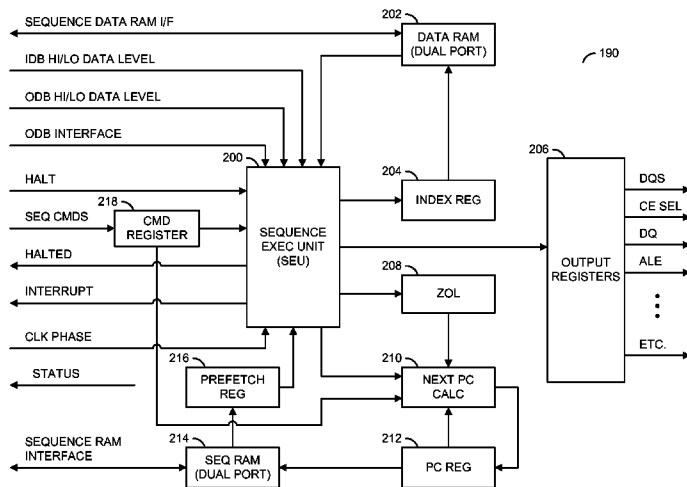 SEQUENCE DATA RAM I/F
202
DATA RAM
(DUAL PORT)
190
IDB HI/LO DATA LEVEL
ODB HI/LO DATA LEVEL
ODB INTERFACE
200
204
206
HALT
INDEX REG
DQS
218
SEQ CMDS
CMD
REGISTER
SEQUENCE
EXEC UNIT
(SEU)
CE SEL
DQ
HALTED
208
OUTPUT
REGISTERS
ALE
INTERRUPT
ZOL
CLK PHASE
216
210
ETC.
STATUS
PREFETCH
REG
NEXT PC
CALC
214
212
SEQUENCE RAM
INTERFACE
SEQ RAM
(DUAL PORT)
PC REG